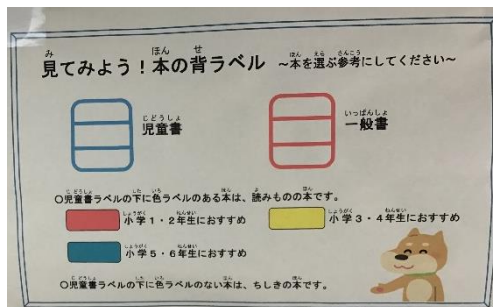 見てみよう！本の背ラベル ～本を選ぶ参考にしてください～
児童書
一般書
○児童書ラベルの下に色ラベルのある本は、読みものの本です。
小学１・２年生におすすめ
小学３・４年生におすすめ
小学５・６年生におすすめ
○児童書ラベルの下に色ラベルのない本は、ちしきの本です。